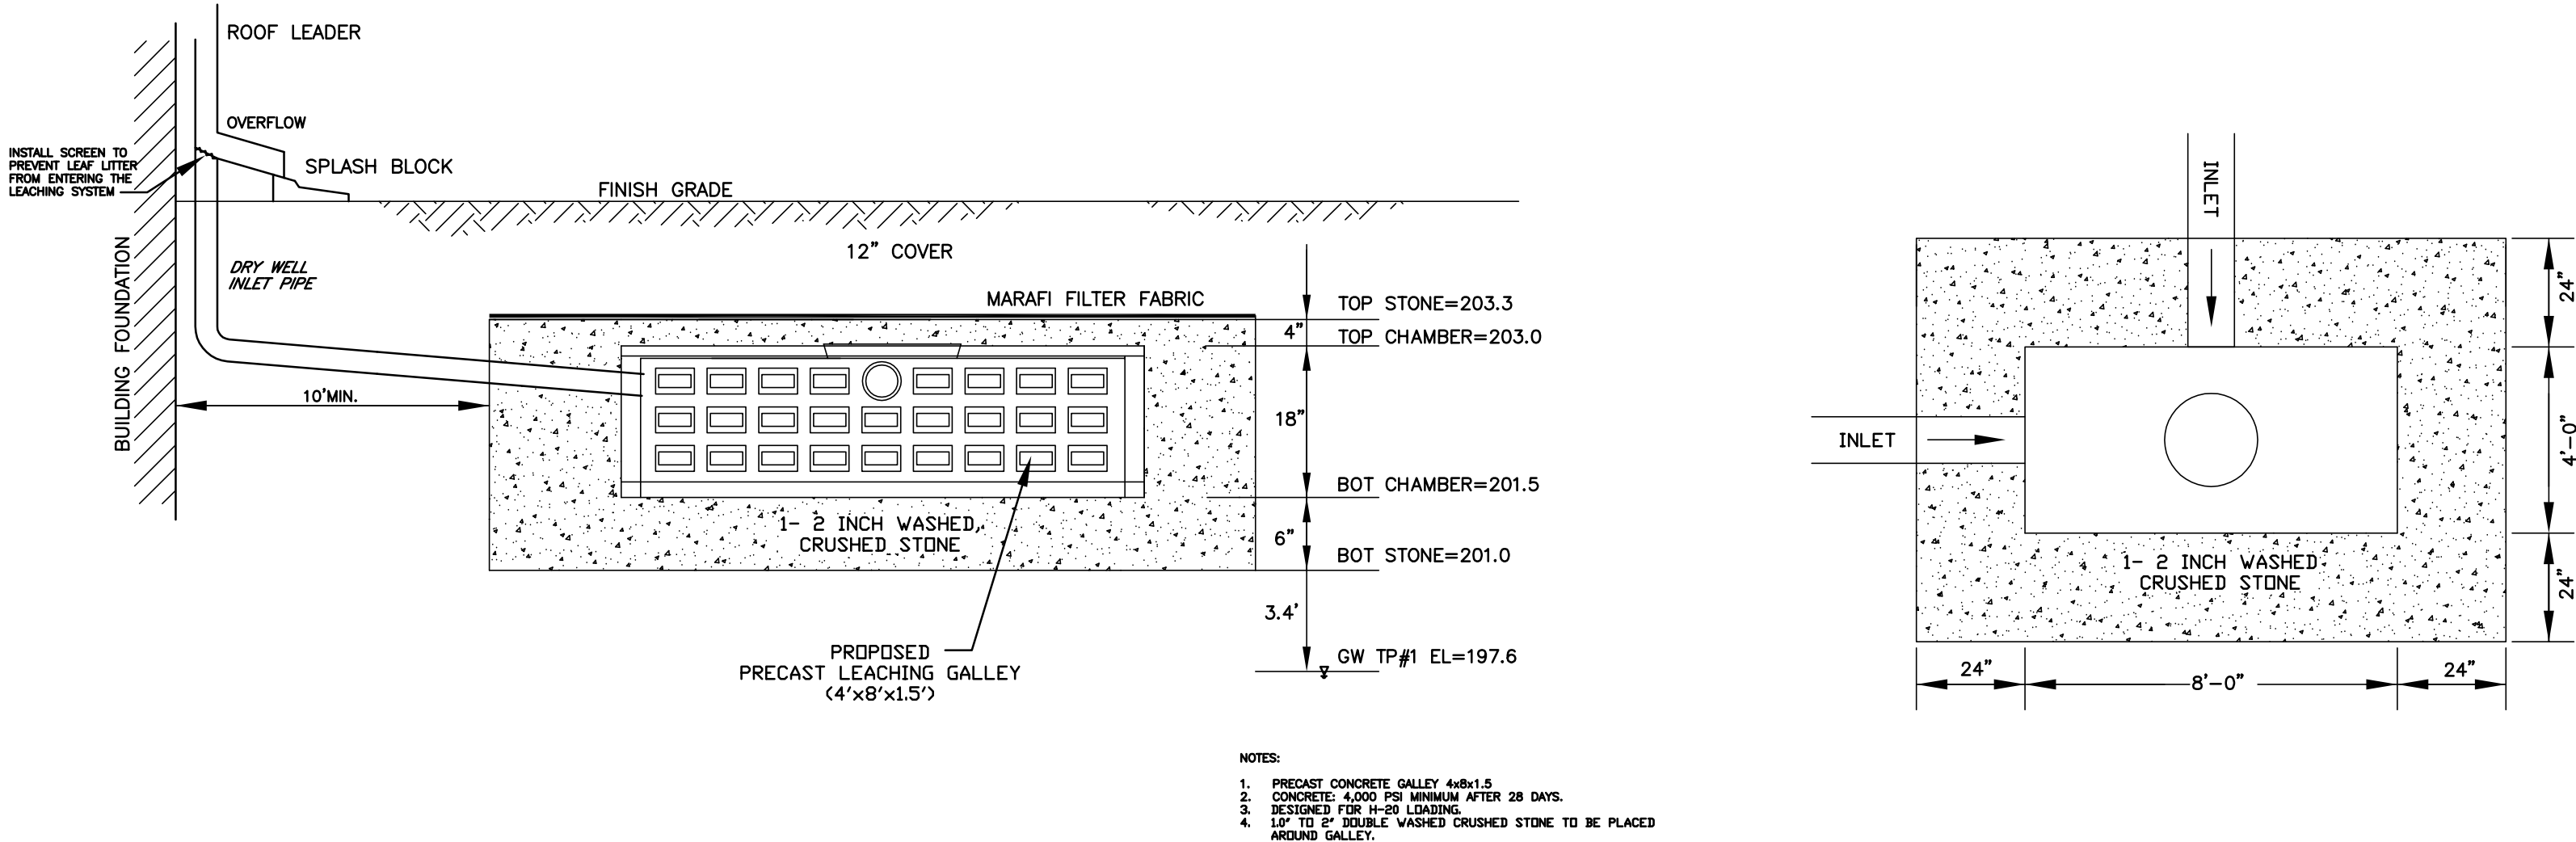 ROOF LEADER
OVERFLOW
INSTALL SCREEN TO
PREVENT LEAF LITTER
FROM ENTERING THE
LEACHING SYSTEM
SPLASH BLOCK
FINISH GRADE
BUILDING FOUNDATION
DRY WELL
INLET PIPE
12" COVER
MARAFI FILTER FABRIC
10'MIN.
4"
18"
6"
3.4'
TOP STONE=203.3
TOP CHAMBER=203.0
BOT CHAMBER=201.5
BOT STONE=201.0
GW TP#1 EL=197.6
1- 2 INCH WASHED,
CRUSHED STONE
PROPOSED
PRECAST LEACHING GALLEY
(4'x8'x1.5')
INLET
INLET
24"
4'-0"
24"
1- 2 INCH WASHED
CRUSHED STONE
24"
8'-0"
24"
NOTES:
1. PRECAST CONCRETE GALLEY 4x8x1.5
2. CONCRETE: 4,000 PSI MINIMUM AFTER 28 DAYS.
3. DESIGNED FOR H-20 LOADING.
4. 1.0" TO 2" DOUBLE WASHED CRUSHED STONE TO BE PLACED
AROUND GALLEY.